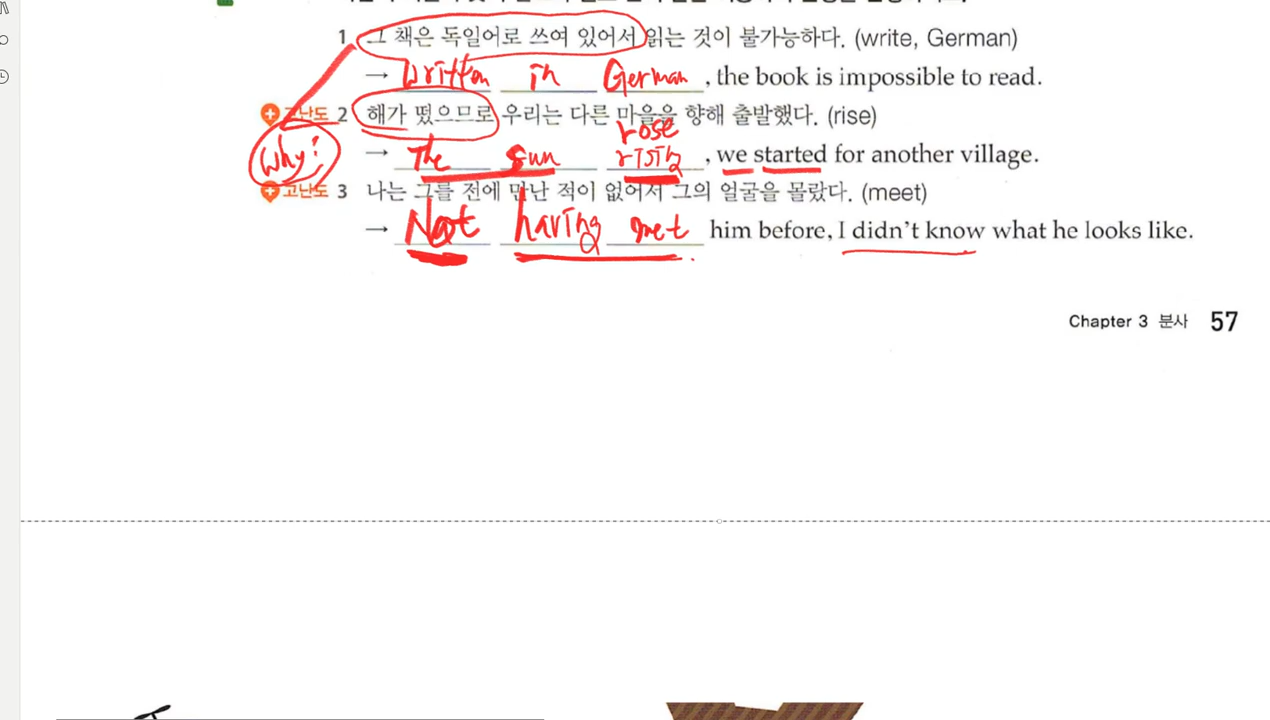 1 그 책은 독일어로 쓰여 있어서 읽는 것이 불가능하다. (write, German)
→ Written in German, the book is impossible to read.
고난도 2 해가 떴으므로 우리는 다른 마을을 향해 출발했다. (rise)
rose
Why?
→ The sun rising, we started for another village.
고난도 3 나는 그를 전에 만난 적이 없어서 그의 얼굴을 몰랐다. (meet)
→ Not having met him before, I didn't know what he looks like.
Chapter 3 분사 57